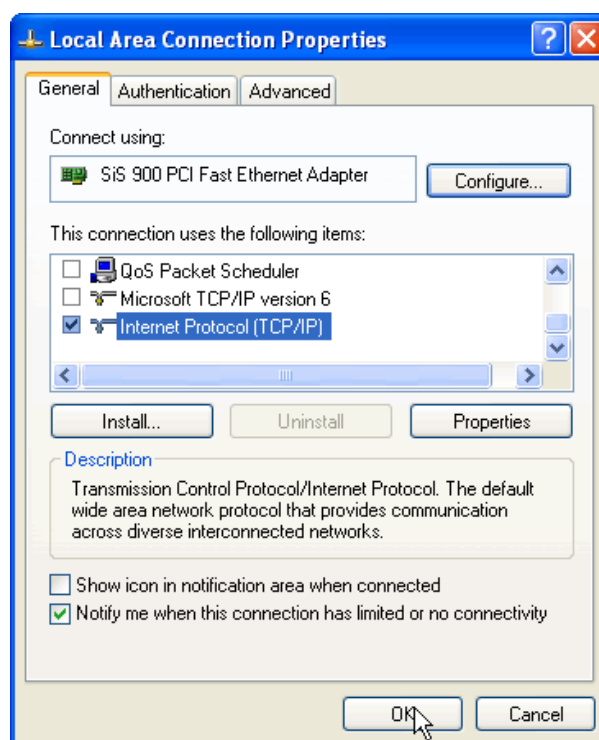 Local Area Connection Properties
General Authentication Advanced
Connect using:
SiS 900 PCI Fast Ethernet Adapter
Configure...
This connection uses the following items:
QoS Packet Scheduler
Microsoft TCP/IP version 6
Internet Protocol (TCP/IP)
Install... Uninstall Properties
Description
Transmission Control Protocol/Internet Protocol. The default
wide area network protocol that provides communication
across diverse interconnected networks.
Show icon in notification area when connected
Notify me when this connection has limited or no connectivity
OK Cancel